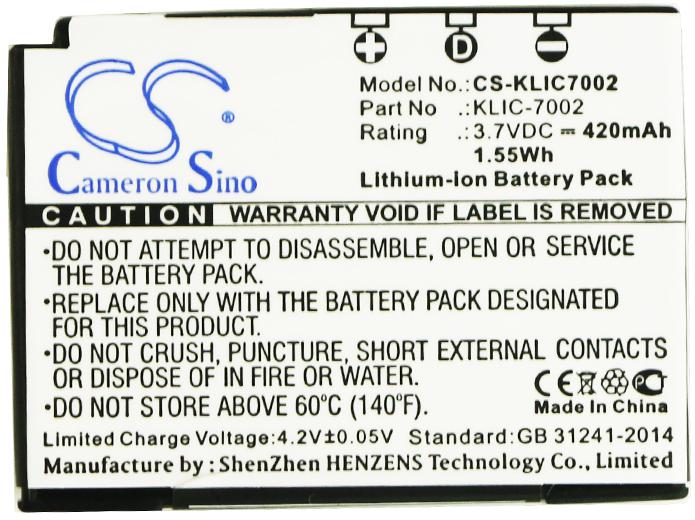 CS®
Cameron Sino
+ D −
Model No.: CS-KLIC7002
Part No .: KLIC-7002
Rating .: 3.7VDC ⎓ 420mAh
1.55Wh
Lithium-ion Battery Pack
CAUTION WARRANTY VOID IF LABEL IS REMOVED
·DO NOT ATTEMPT TO DISASSEMBLE, OPEN OR SERVICE
THE BATTERY PACK.
·REPLACE ONLY WITH THE BATTERY PACK DESIGNATED
FOR THIS PRODUCT.
·DO NOT CRUSH, PUNCTURE, SHORT EXTERNAL CONTACTS
OR DISPOSE OF IN FIRE OR WATER.
·DO NOT STORE ABOVE 60°C (140°F).
CE
Made In China
Limited Charge Voltage:4.2V±0.05V Standard:GB 31241-2014
Manufacture by : ShenZhen HENZENS Technology Co., Limited